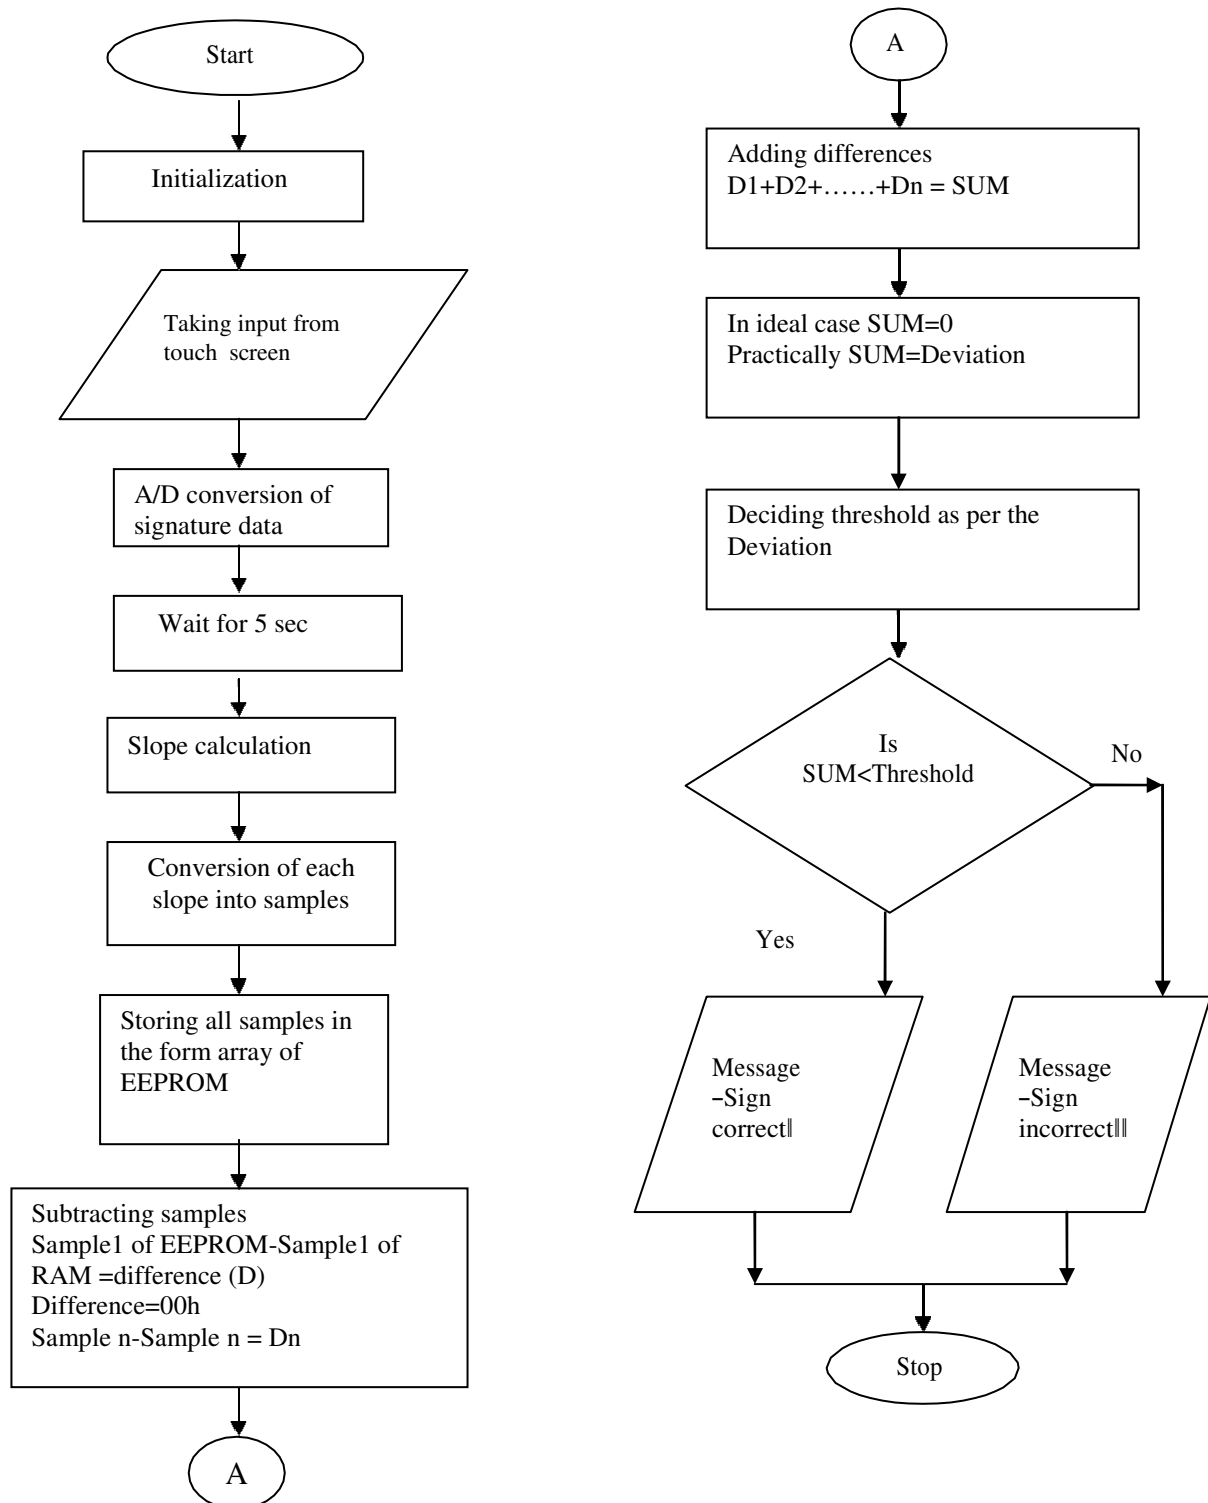 Start
Initialization
Taking input from
touch screen
A/D conversion of
signature data
Wait for 5 sec
Slope calculation
Conversion of each
slope into samples
Storing all samples in
the form array of
EEPROM
Subtracting samples
Sample1 of EEPROM-Sample1 of
RAM =difference (D)
Difference=00h
Sample n-Sample n = Dn
A
A
Adding differences
D1+D2+……+Dn = SUM
In ideal case SUM=0
Practically SUM=Deviation
Deciding threshold as per the
Deviation
Is
SUM<Threshold
No
Yes
Message
–Sign
correct‖
Message
–Sign
incorrect‖‖
Stop